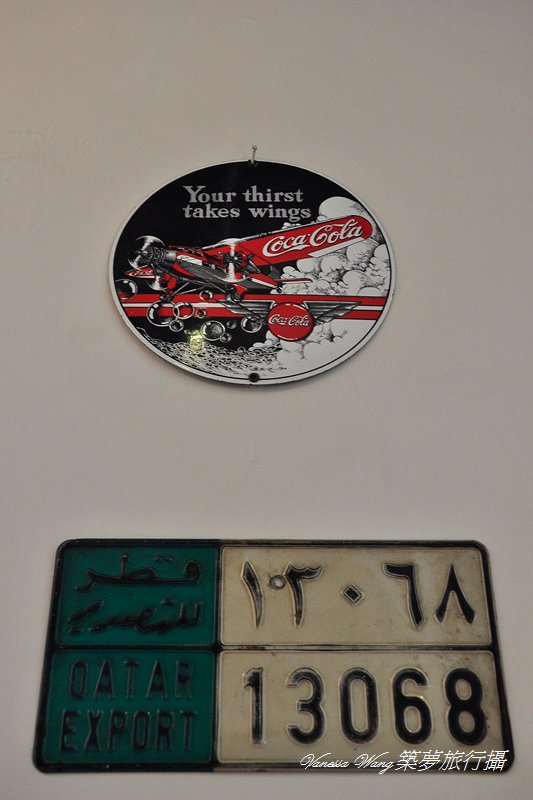 Your thirst
takes wings
Coca-Cola
Coca-Cola
قطر
للتصدير
١٣٠٦٨
QATAR
EXPORT
13068
Vanessa Wang 築夢旅行攝